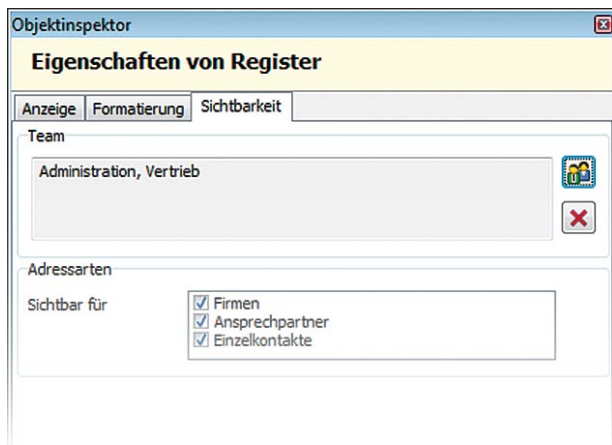 Objektinspektor
Eigenschaften von Register
Anzeige Formatierung Sichtbarkeit
Team
Administration, Vertrieb
Adressarten
Sichtbar für
Firmen
Ansprechpartner
Einzelkontakte